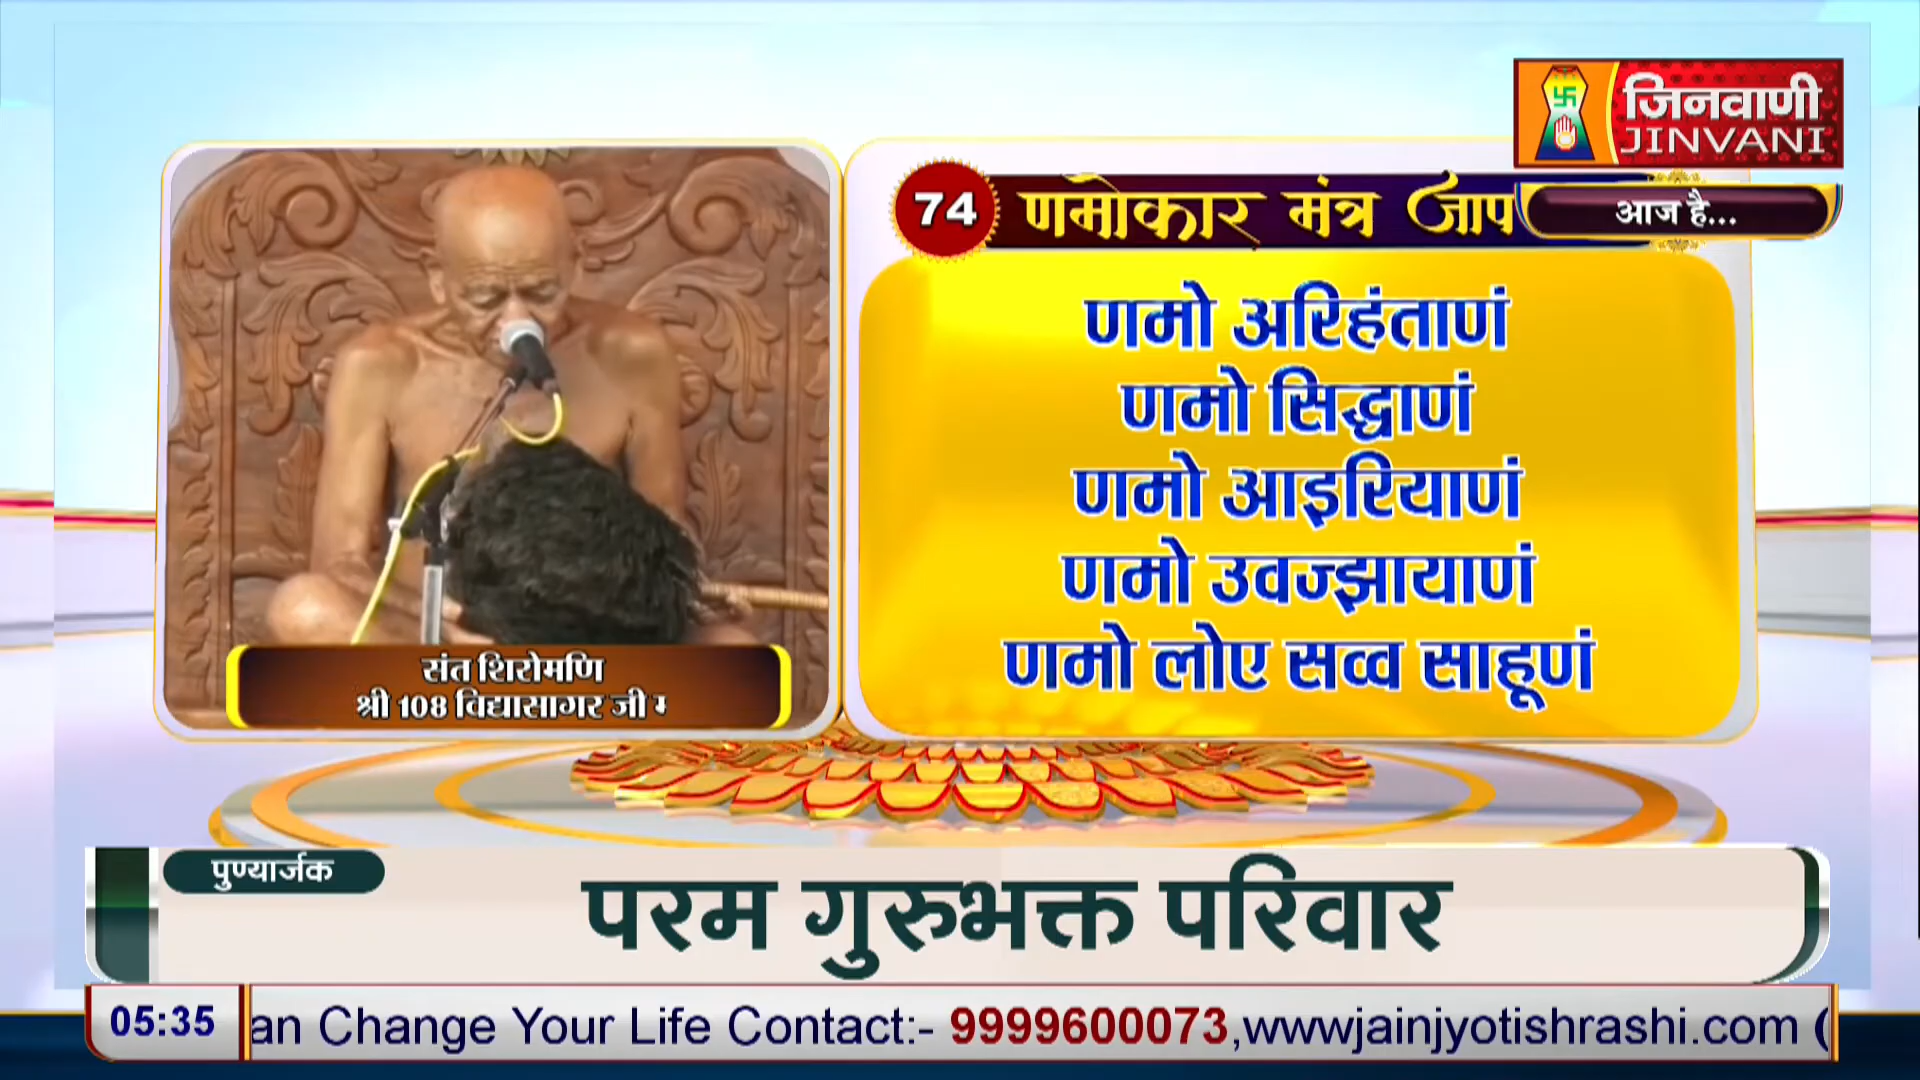 जिनवाणी
JINVANI
74 णमोकार मंत्र जाप
आज है...
णमो अरिहंताणं
णमो सिद्धाणं
णमो आइरियाणं
णमो उवज्झायाणं
णमो लोए सव्व साहूणं
संत शिरोमणि
श्री 108 विद्यासागर जी
पुण्यार्जक
परम गुरुभक्त परिवार
05:35 an Change Your Life Contact:- 9999600073,wwwjainjyotishrashi.com (